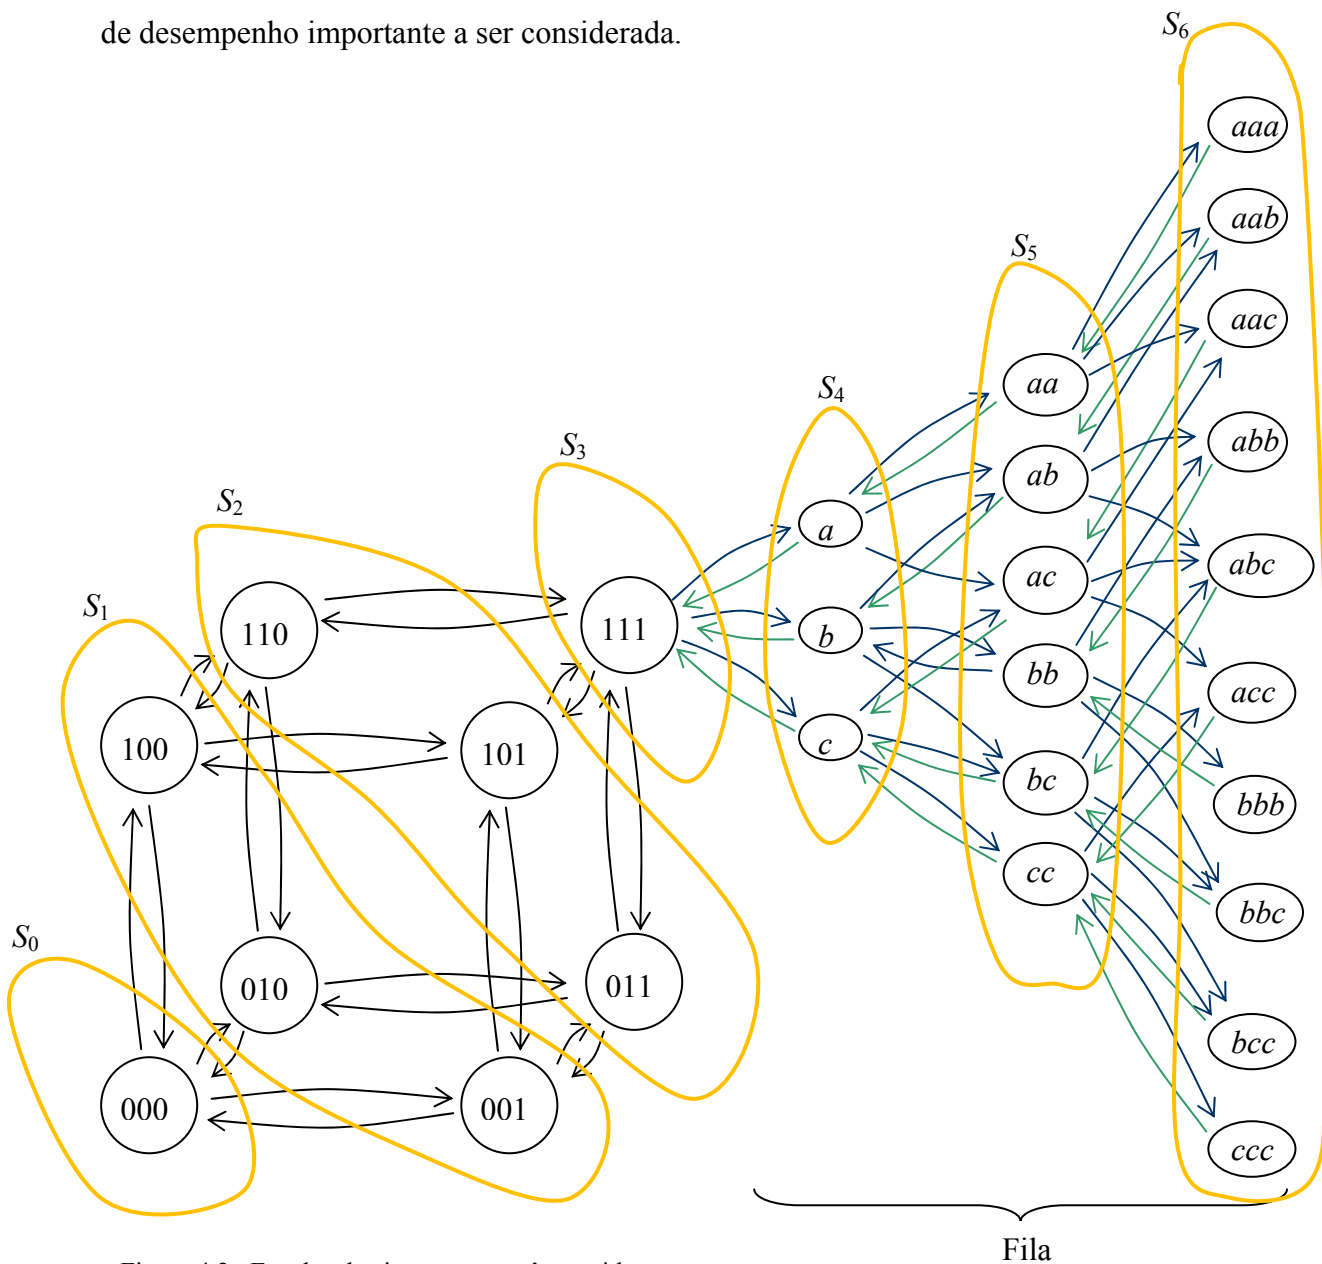 de desempenho importante a ser considerada.
S6
aaa
aab
S5
aac
aa
S4
abb
S3
ab
S2
a
abc
ac
S1
110
111
b
bb
acc
100
101
c
bc
bbb
cc
bbc
S0
010
011
bcc
000
001
ccc
Fila